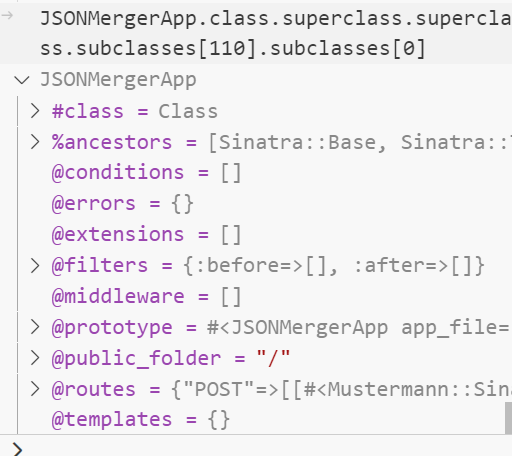 JSONMergerApp.class.superclass.supercla
ss.subclasses[110].subclasses[0]
JSONMergerApp
#class = Class
%ancestors = [Sinatra::Base, Sinatra::
@conditions = []
@errors = {}
@extensions = []
@filters = {:before=>[], :after=>[]}
@middleware = []
@prototype = #<JSONMergerApp app_file=
@public_folder = "/"
@routes = {"POST"=>[[#<Mustermann::Sin
@templates = {}